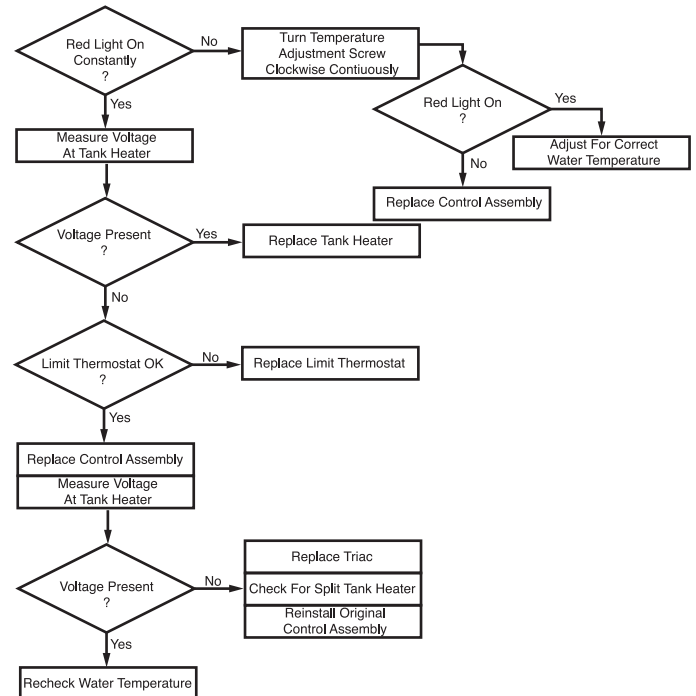 Red Light On
Constantly
?
No
Turn Temperature
Adjustment Screw
Clockwise Contiuously
Red Light On
?
Yes
Adjust For Correct
Water Temperature
No
Replace Control Assembly
Yes
Measure Voltage
At Tank Heater
Voltage Present
?
Yes
Replace Tank Heater
No
Limit Thermostat OK
?
No
Replace Limit Thermostat
Yes
Replace Control Assembly
Measure Voltage
At Tank Heater
Voltage Present
?
No
Replace Triac
Check For Split Tank Heater
Reinstall Original
Control Assembly
Yes
Recheck Water Temperature